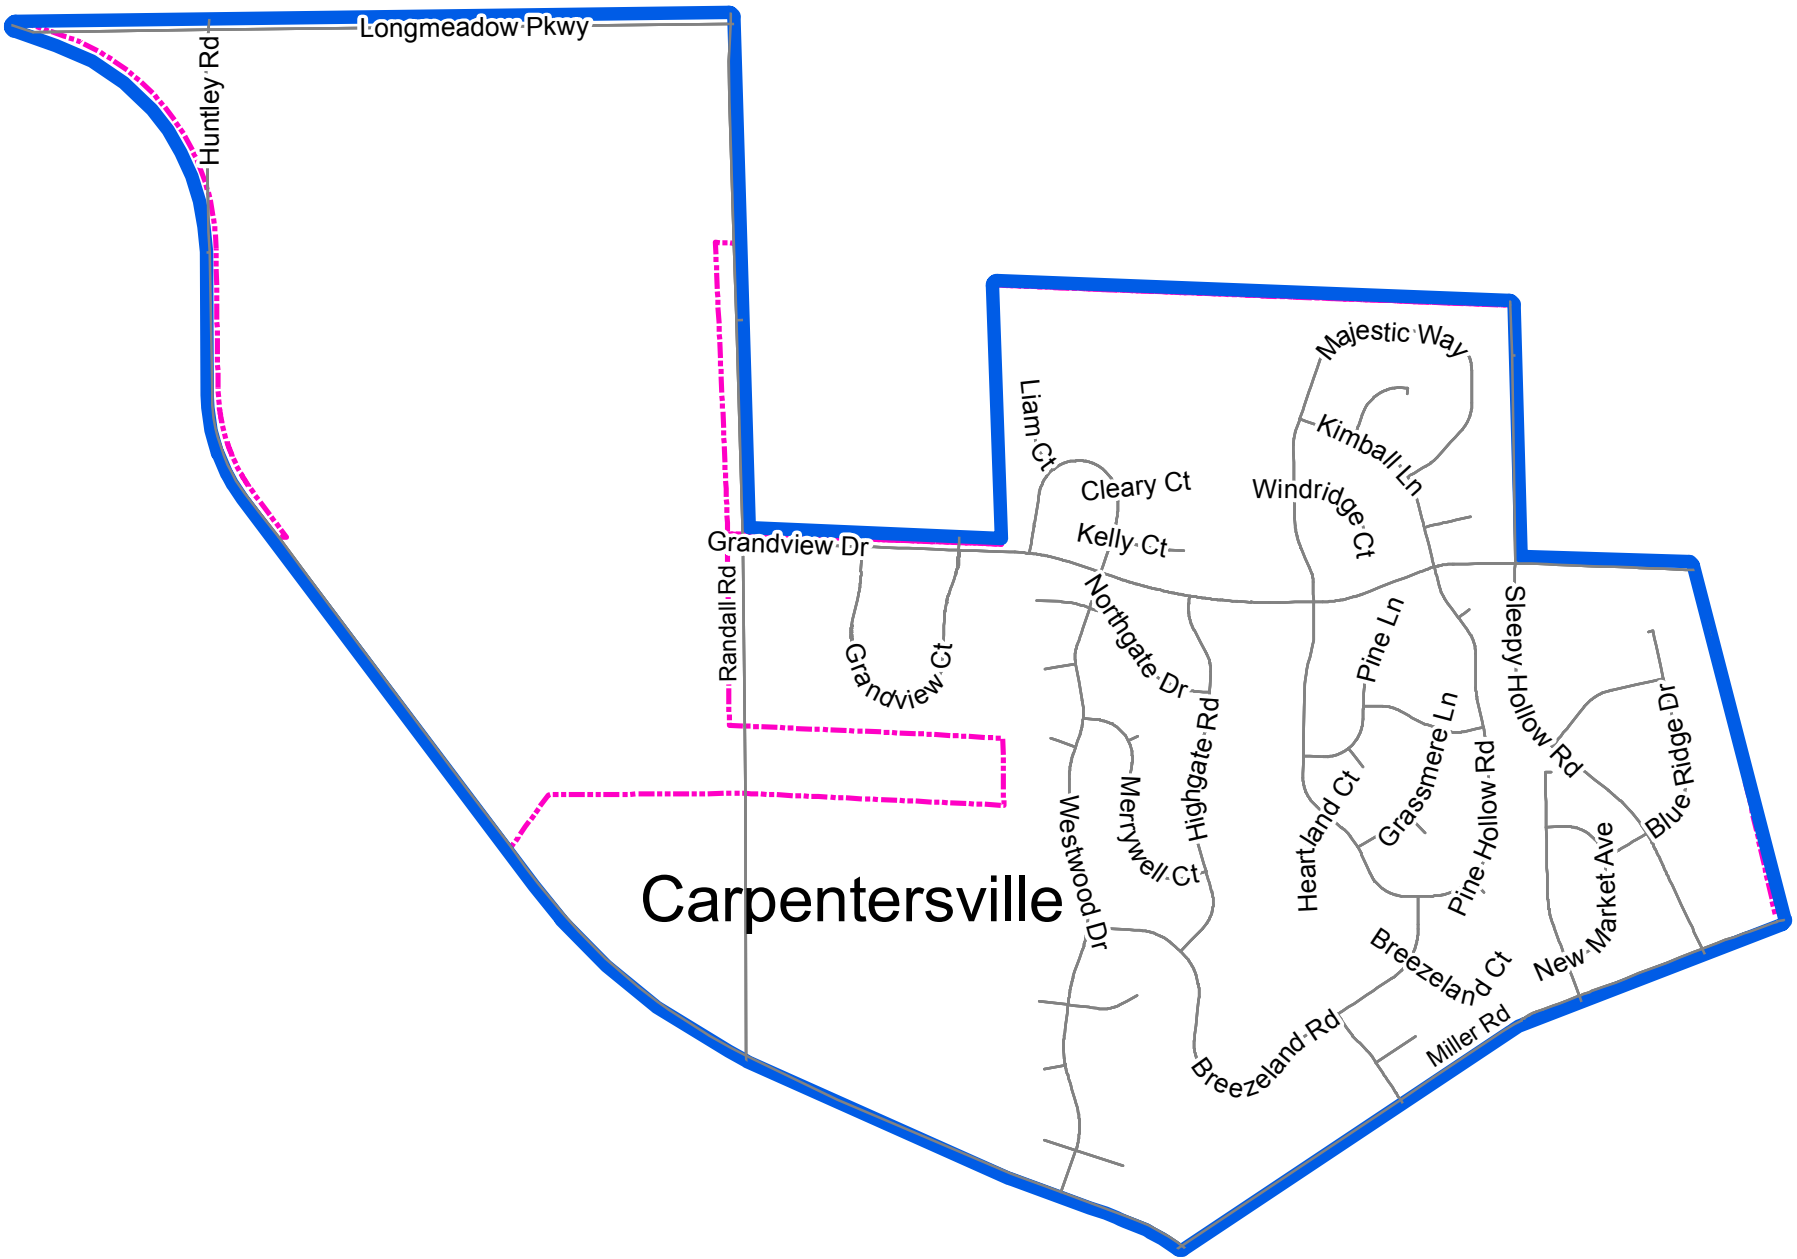 Longmeadow Pkwy
Huntley Rd
Majestic Way
Liam Ct
Kimball Ln
Cleary Ct
Windridge Ct
Kelly Ct
Grandview Dr
Randall Rd
Northgate Dr
Pine Ln
Sleepy Hollow Rd
Grandview Ct
Highgate Rd
Grassmere Ln
Blue Ridge Dr
Merrywell Ct
Westwood Dr
Heartland Ct
Pine Hollow Rd
New Market Ave
Carpentersville
Breezeland Ct
Breezeland Rd
Miller Rd